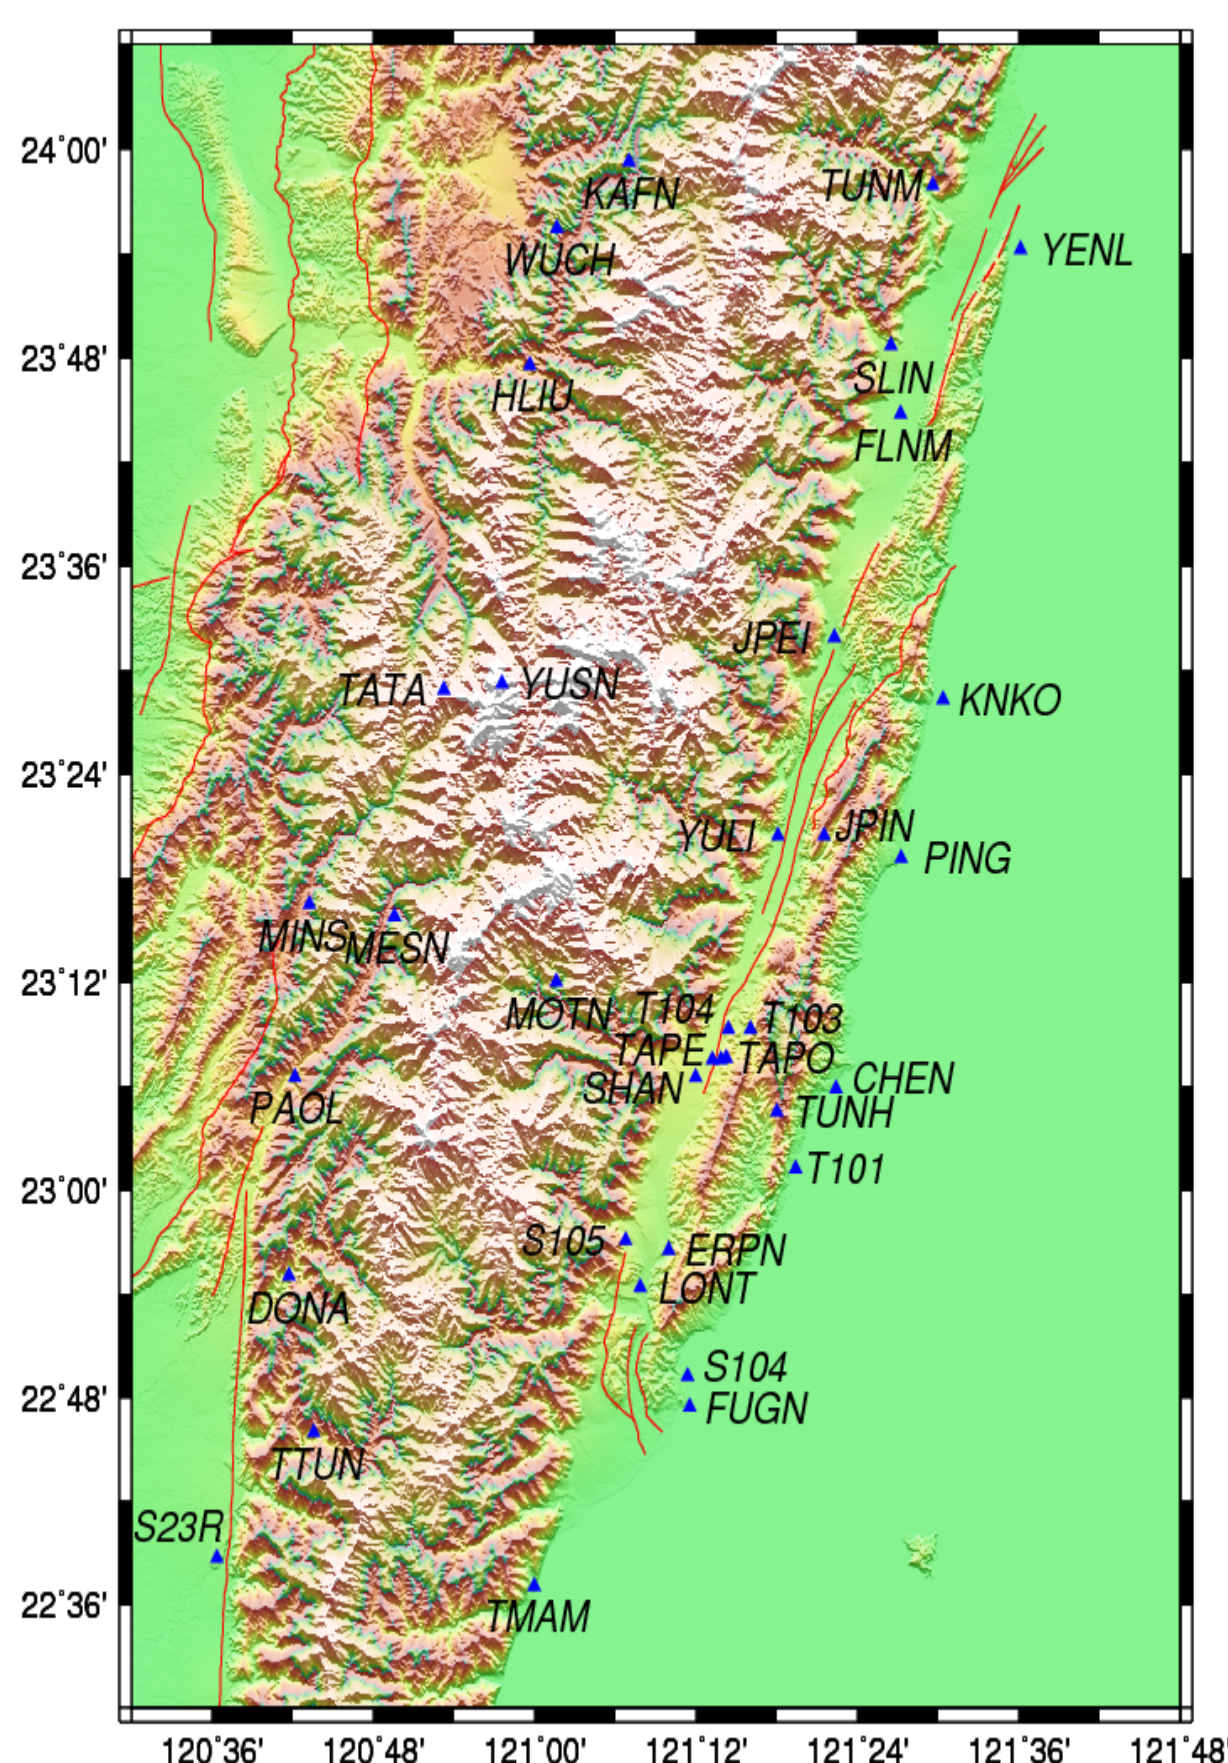 24°00'
KAFN
TUNM
WUCH
YENL
23°48'
HLIU
SLIN
FLNM
23°36'
JPEI
TATA
YUSN
KNKO
23°24'
YULI
JPIN
PING
MINS
MESN
23°12'
MOTN
T104
T103
TAPE
TAPO
SHAN
CHEN
PAOL
TUNH
23°00'
T101
S105
ERPN
LONT
DONA
S104
22°48'
FUGN
TTUN
S23R
22°36'
TMAM
120°36' 120°48' 121°00' 121°12' 121°24' 121°36' 121°48'